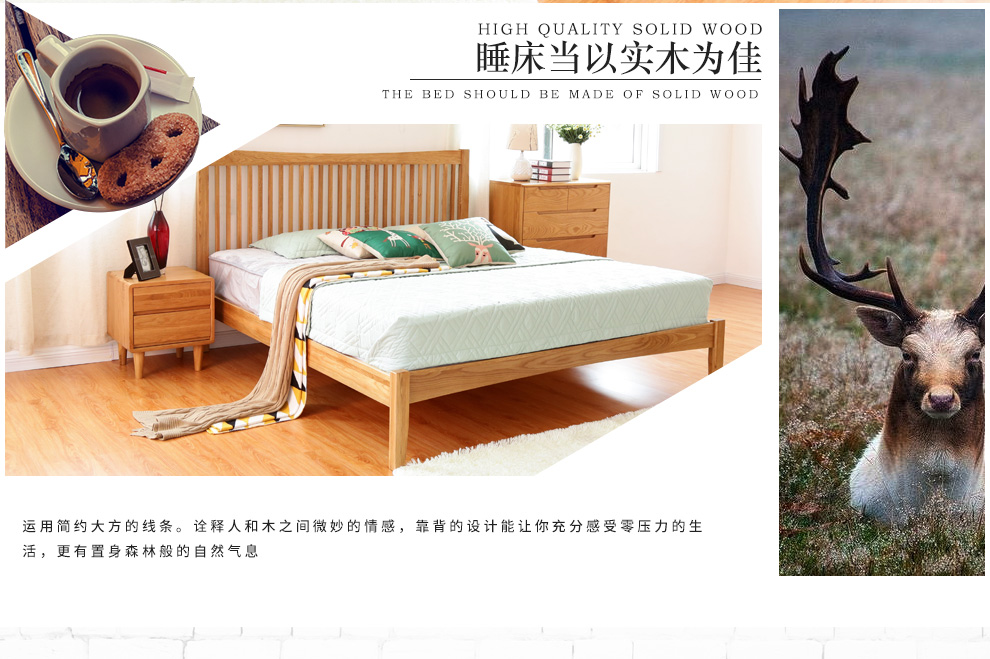 HIGH QUALITY SOLID WOOD
睡床当以实木为佳
THE BED SHOULD BE MADE OF SOLID WOOD
运用简约大方的线条。诠释人和木之间微妙的情感，靠背的设计能让你充分感受零压力的生
活，更有置身森林般的自然气息